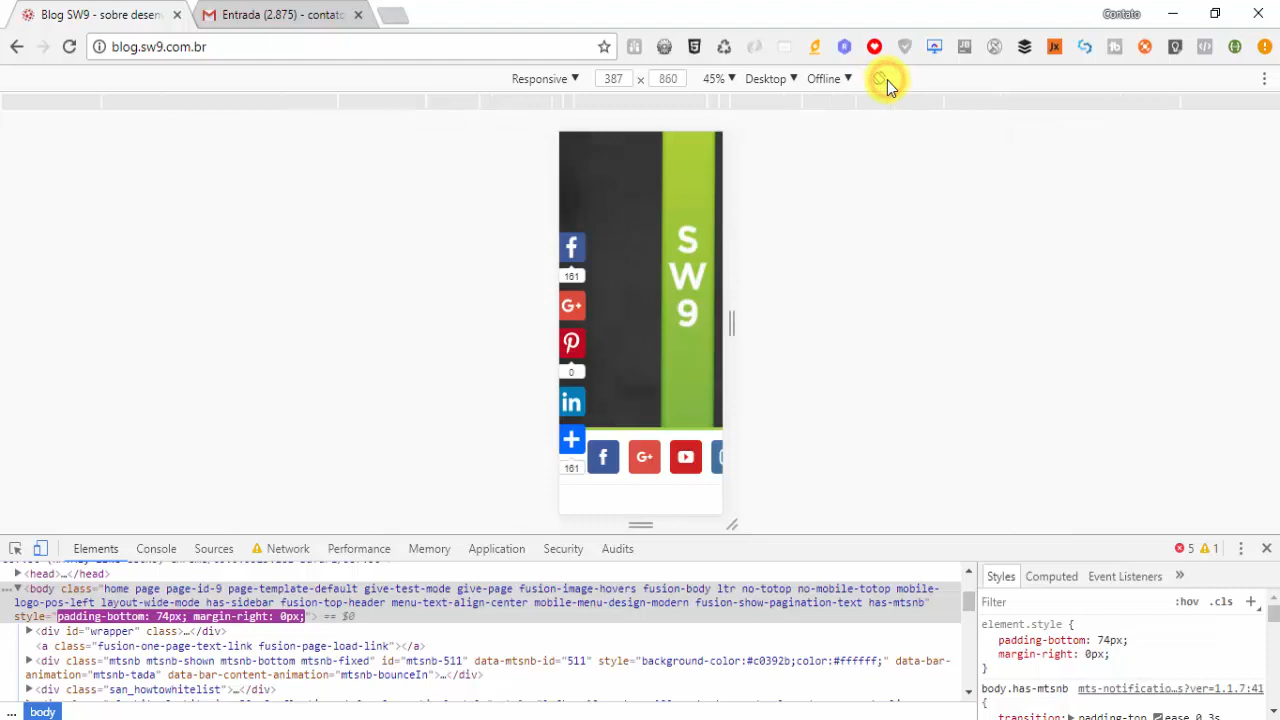 Blog SW9 - sobre desen
Entrada (2.875) - contato
Contato
blog.sw9.com.br
Responsive ▼ 387 x 860 45% ▼ Desktop ▼ Offline ▼
S
W
9
161
G+
0
in
161
G+
Elements Console Sources Network Performance Memory Application Security Audits 5 1
<head>…</head>
<body class="home page page-id-9 page-template-default give-test-mode give-page fusion-image-hovers fusion-body ltr no-totop no-mobile-totop mobile-
logo-pos-left layout-wide-mode has-sidebar fusion-top-header menu-text-align-center mobile-menu-design-modern fusion-show-pagination-text has-mtsnb"
style="padding-bottom: 74px; margin-right: 0px;"> == $0
<div id="wrapper" class>…</div>
<a class="fusion-one-page-text-link fusion-page-load-link"></a>
<div class="mtsnb mtsnb-shown mtsnb-bottom mtsnb-fixed" id="mtsnb-511" data-mtsnb-id="511" style="background-color:#c0392b;color:#ffffff;" data-bar-
animation="mtsnb-tada" data-bar-content-animation="mtsnb-bounceIn">…</div>
<div class="san_howtowhitelist">…</div>
... body
Styles Computed Event Listeners »
Filter :hov .cls +
element.style {
padding-bottom: 74px;
margin-right: 0px;
}
body.has-mtsnb mts-notificatio…s?ver=1.1.7:41
transition: padding-top ease 0.3s